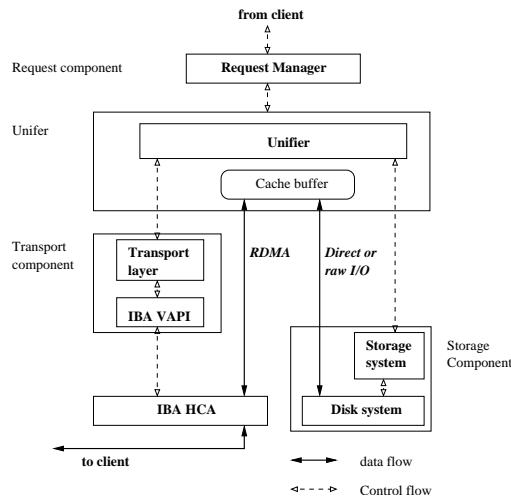 from client
Request component
Request Manager
Unifer
Unifier
Cache buffer
Transport
component
Transport
layer
IBA VAPI
RDMA
Direct or
raw I/O
Storage
system
Storage
Component
IBA HCA
Disk system
to client
data flow
Control flow